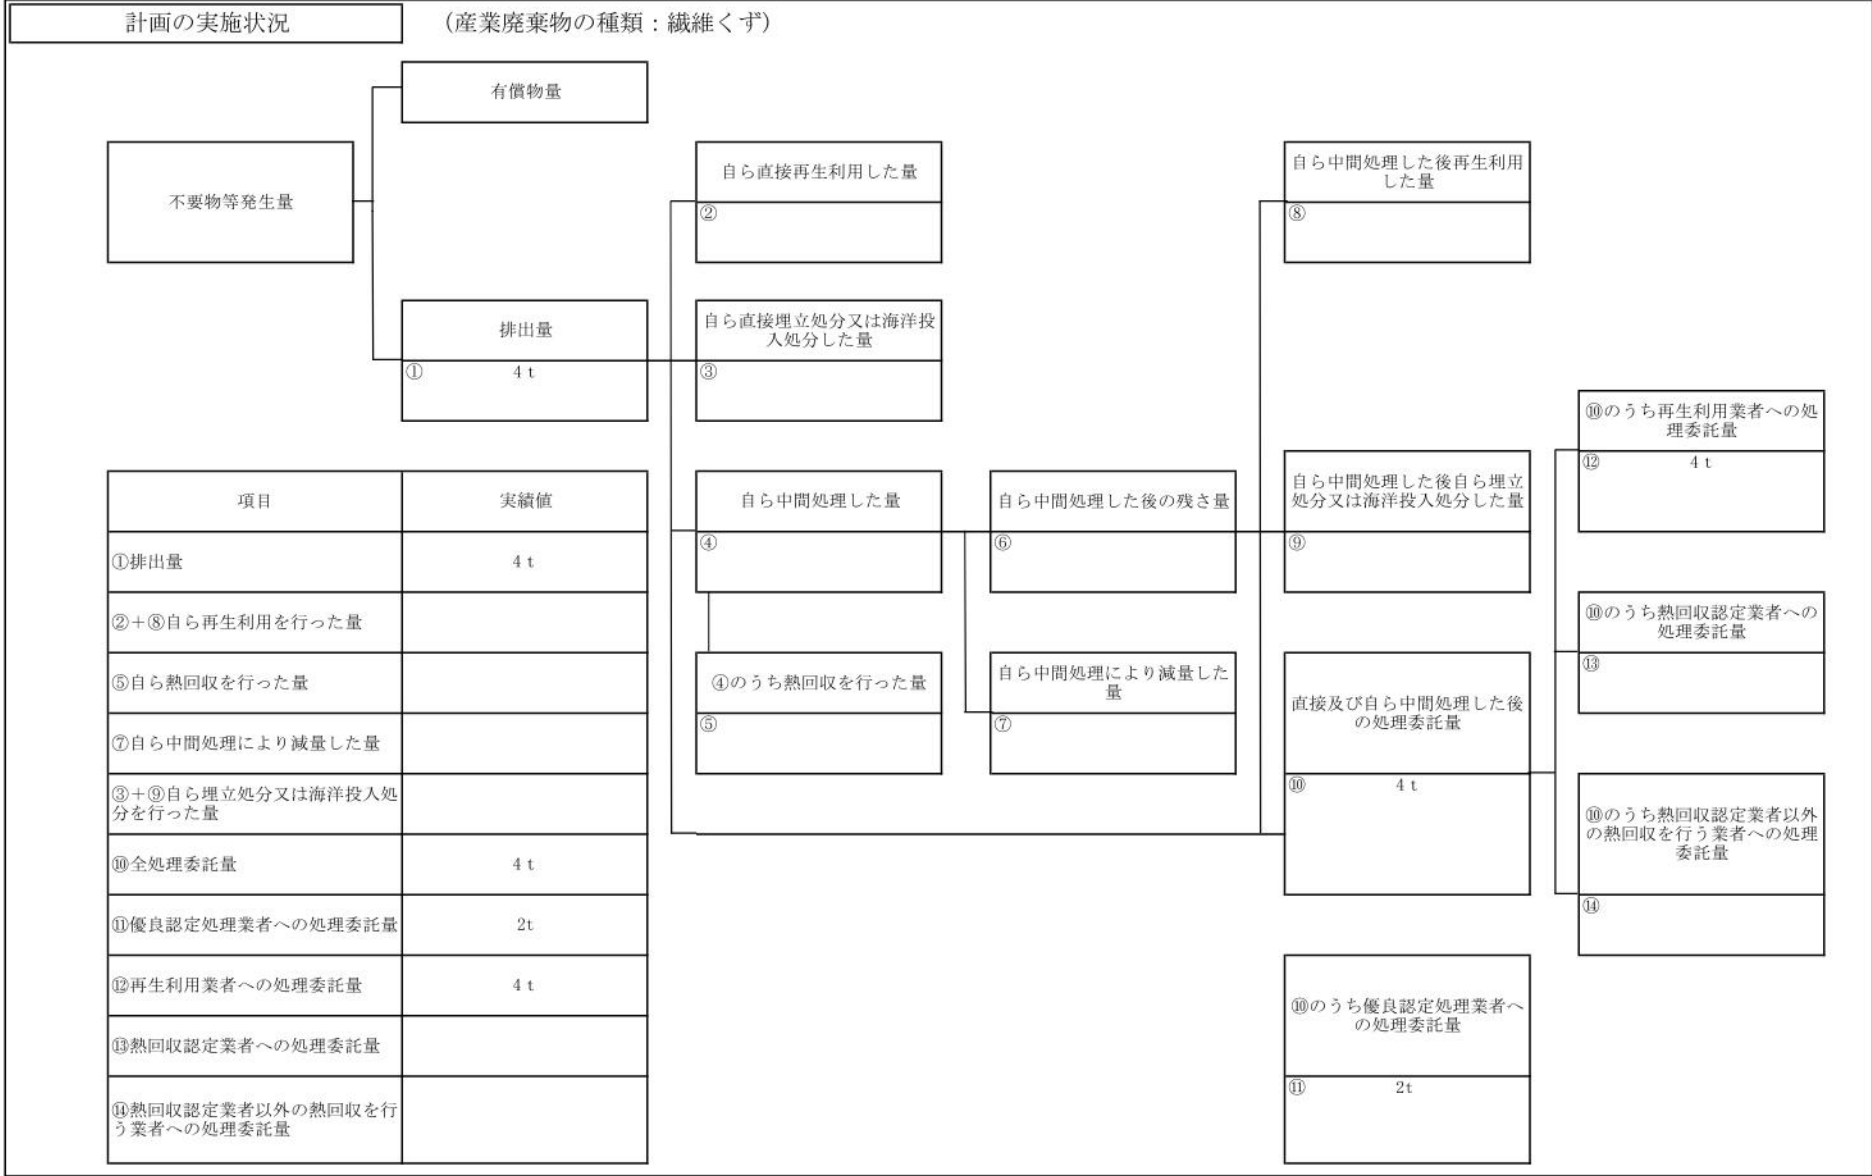 計画の実施状況
（産業廃棄物の種類：繊維くず）
有償物量
不要物等発生量
自ら直接再生利用した量
②
自ら中間処理した後再生利用
した量
⑧
排出量
① 4 t
自ら直接埋立処分又は海洋投
入処分した量
③
⑩のうち再生利用業者への処
理委託量
⑫ 4 t
項目 実績値
①排出量 4 t
②＋⑧自ら再生利用を行った量
⑤自ら熱回収を行った量
⑦自ら中間処理により減量した量
③＋⑨自ら埋立処分又は海洋投入処
分を行った量
⑩全処理委託量 4 t
⑪優良認定処理業者への処理委託量 2t
⑫再生利用業者への処理委託量 4 t
⑬熱回収認定業者への処理委託量
⑭熱回収認定業者以外の熱回収を行
う業者への処理委託量
自ら中間処理した量
④
自ら中間処理した後の残さ量
⑥
自ら中間処理した後自ら埋立
処分又は海洋投入処分した量
⑨
④のうち熱回収を行った量
⑤
自ら中間処理により減量した
量
⑦
直接及び自ら中間処理した後
の処理委託量
⑩ 4 t
⑩のうち熱回収認定業者への
処理委託量
⑬
⑩のうち熱回収認定業者以外
の熱回収を行う業者への処理
委託量
⑭
⑩のうち優良認定処理業者へ
の処理委託量
⑪ 2t